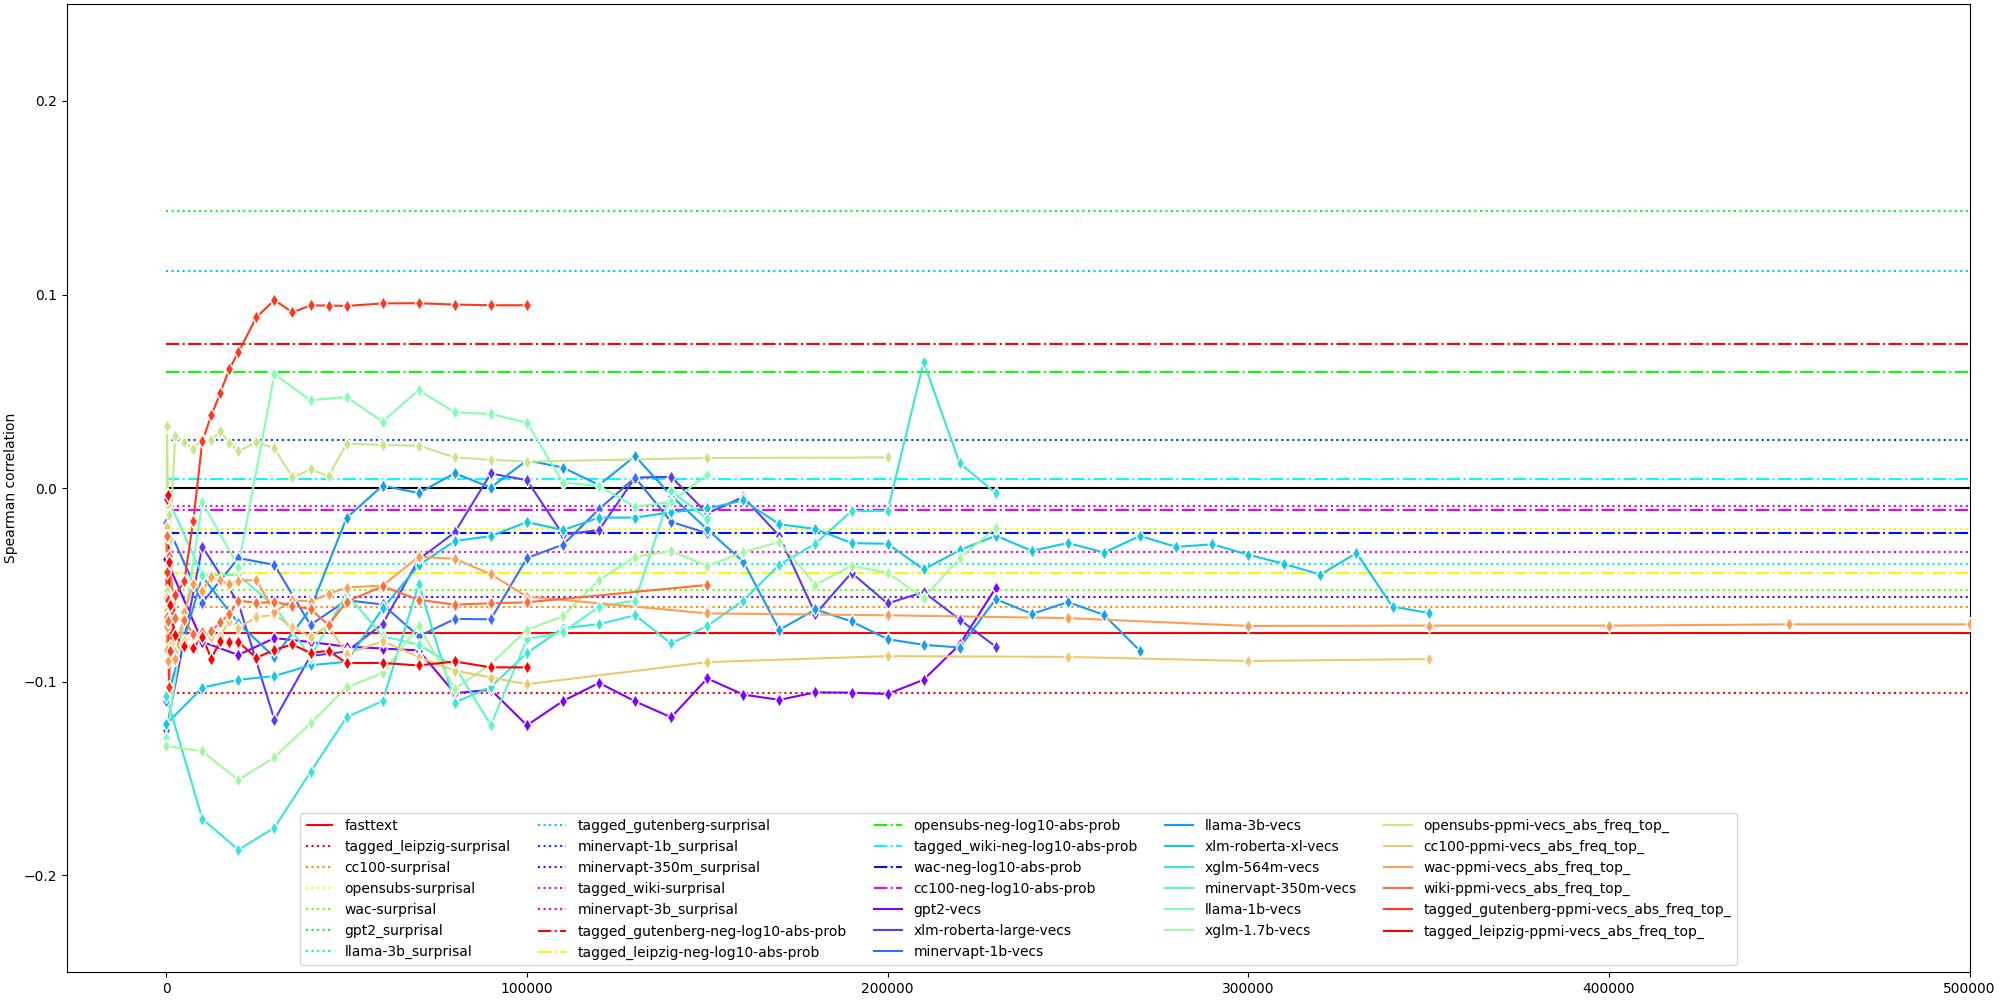 0.2
0.1
0.0
−0.1
−0.2
Spearman correlation
fasttext
tagged_leipzig-surprisal
cc100-surprisal
opensubs-surprisal
wac-surprisal
gpt2_surprisal
llama-3b_surprisal
tagged_gutenberg-surprisal
minervapt-1b_surprisal
minervapt-350m_surprisal
tagged_wiki-surprisal
minervapt-3b_surprisal
tagged_gutenberg-neg-log10-abs-prob
tagged_leipzig-neg-log10-abs-prob
opensubs-neg-log10-abs-prob
tagged_wiki-neg-log10-abs-prob
wac-neg-log10-abs-prob
cc100-neg-log10-abs-prob
gpt2-vecs
xlm-roberta-large-vecs
minervapt-1b-vecs
llama-3b-vecs
xlm-roberta-xl-vecs
xglm-564m-vecs
minervapt-350m-vecs
llama-1b-vecs
xglm-1.7b-vecs
opensubs-ppmi-vecs_abs_freq_top_
cc100-ppmi-vecs_abs_freq_top_
wac-ppmi-vecs_abs_freq_top_
wiki-ppmi-vecs_abs_freq_top_
tagged_gutenberg-ppmi-vecs_abs_freq_top_
tagged_leipzig-ppmi-vecs_abs_freq_top_
0 100000 200000 300000 400000 500000